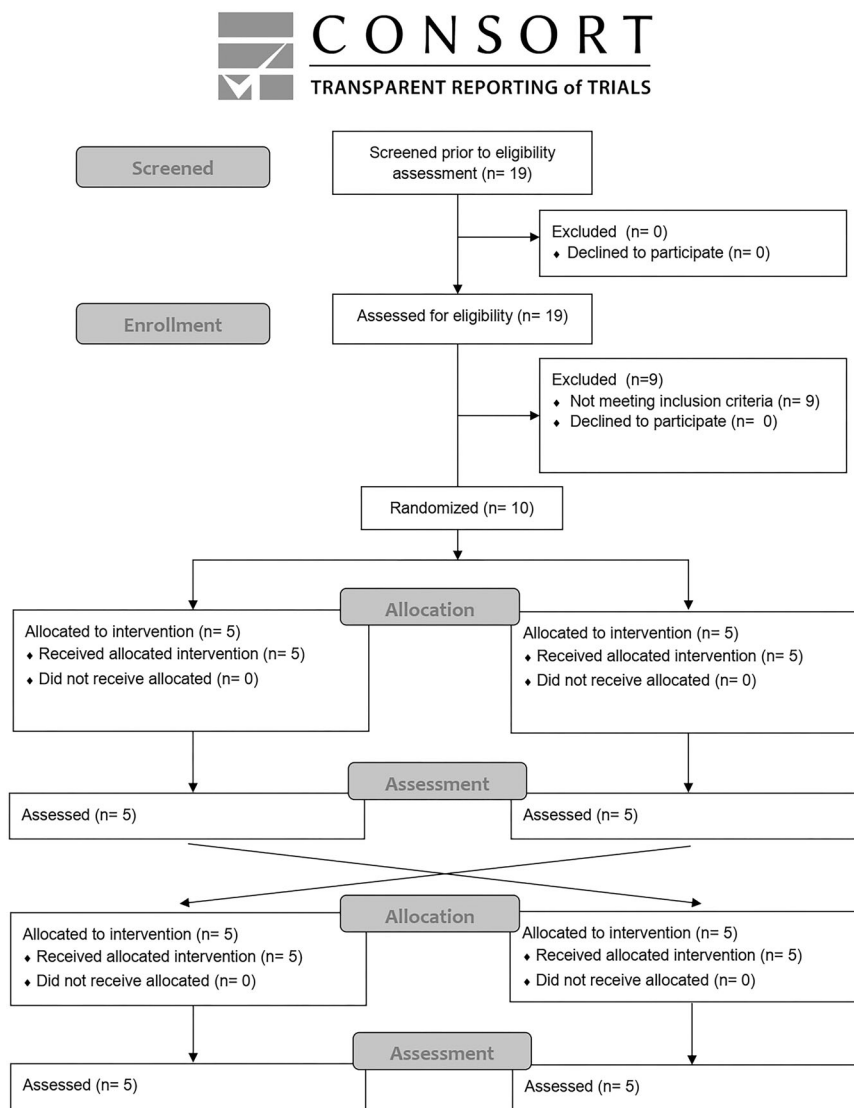 CONSORT
TRANSPARENT REPORTING of TRIALS
Screened
Screened prior to eligibility
assessment (n= 19)
Excluded (n= 0)
♦ Declined to participate (n= 0)
Enrollment
Assessed for eligibility (n= 19)
Excluded (n=9)
♦ Not meeting inclusion criteria (n= 9)
♦ Declined to participate (n= 0)
Randomized (n= 10)
Allocation
Allocated to intervention (n= 5)
♦ Received allocated intervention (n= 5)
♦ Did not receive allocated (n= 0)
Allocated to intervention (n= 5)
♦ Received allocated intervention (n= 5)
♦ Did not receive allocated (n= 0)
Assessment
Assessed (n= 5)
Assessed (n= 5)
Allocation
Allocated to intervention (n= 5)
♦ Received allocated intervention (n= 5)
♦ Did not receive allocated (n= 0)
Allocated to intervention (n= 5)
♦ Received allocated intervention (n= 5)
♦ Did not receive allocated (n= 0)
Assessment
Assessed (n= 5)
Assessed (n= 5)